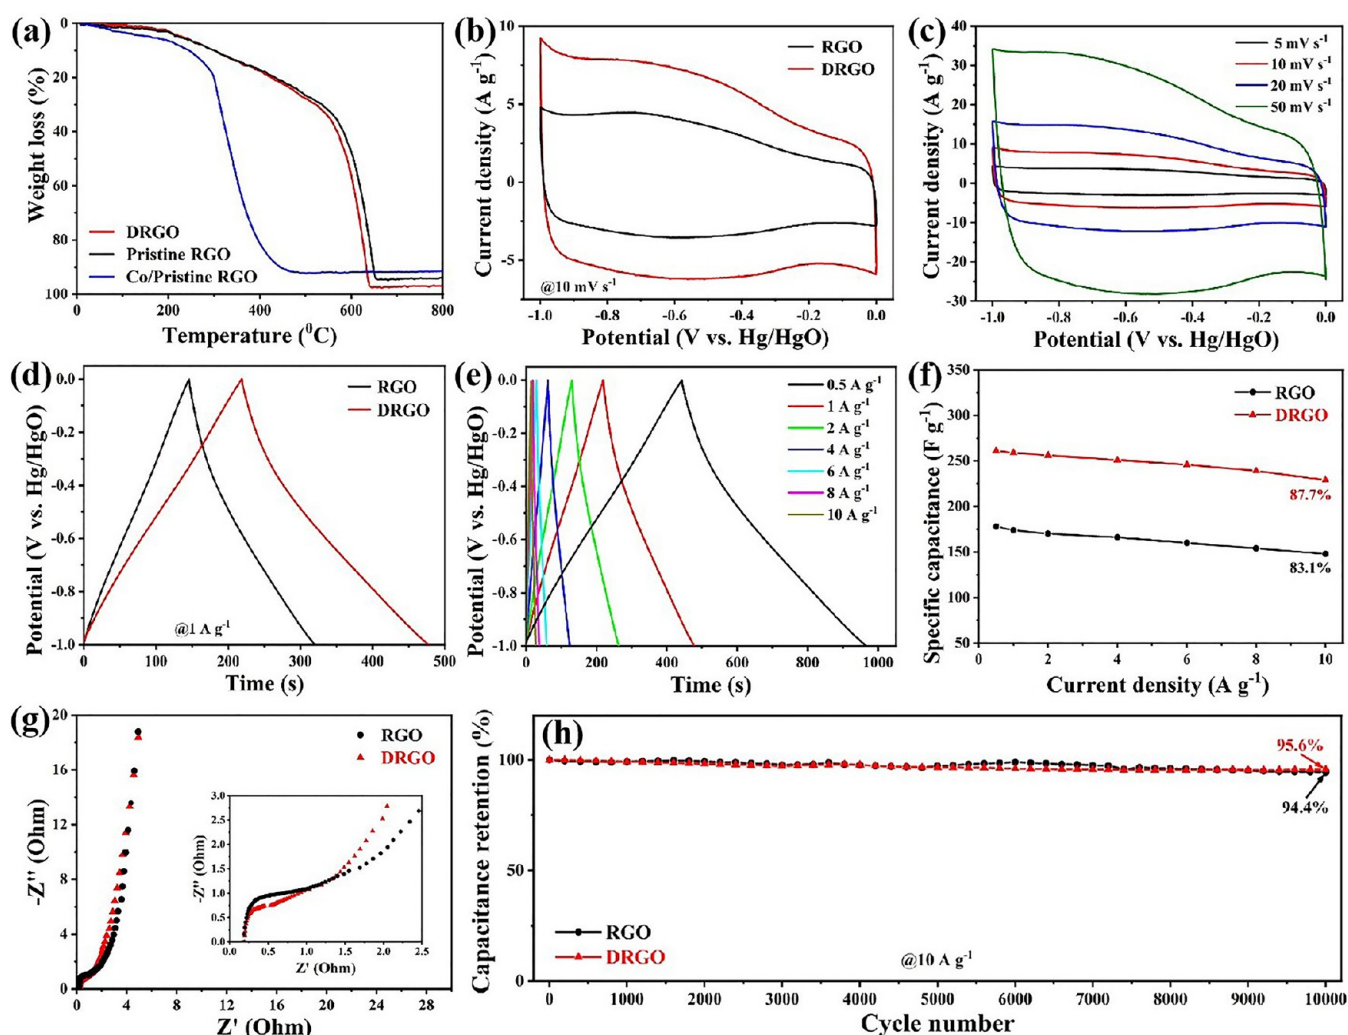 (a)
0
20
40
60
80
100
Weight loss (%)
DRGO
Pristine RGO
Co/Pristine RGO
0 200 400 600 800
Temperature (⁰C)
(b)
10
5
0
-5
Current density (A g⁻¹)
RGO
DRGO
@10 mV s⁻¹
-1.0 -0.8 -0.6 -0.4 -0.2 0.0
Potential (V vs. Hg/HgO)
(c)
40
35
30
20
10
0
-10
-20
-30
Current density (A g⁻¹)
5 mV s⁻¹
10 mV s⁻¹
20 mV s⁻¹
50 mV s⁻¹
-1.0 -0.8 -0.6 -0.4 -0.2 0.0
Potential (V vs. Hg/HgO)
(d)
0.0
-0.2
-0.4
-0.6
-0.8
-1.0
Potential (V vs. Hg/HgO)
RGO
DRGO
@1 A g⁻¹
0 100 200 300 400 500
Time (s)
(e)
0.0
-0.2
-0.4
-0.6
-0.8
-1.0
Potential (V vs. Hg/HgO)
0.5 A g⁻¹
1 A g⁻¹
2 A g⁻¹
4 A g⁻¹
6 A g⁻¹
8 A g⁻¹
10 A g⁻¹
0 200 400 600 800 1000
Time (s)
(f)
350
300
250
200
150
100
50
Specific capacitance (F g⁻¹)
RGO
DRGO
87.7%
83.1%
2 4 6 8 10
Current density (A g⁻¹)
(g)
20
16
12
8
4
0
-Z'' (Ohm)
RGO
DRGO
3.0
2.5
2.0
1.5
1.0
0.5
0.0
-Z'' (Ohm)
0.0 0.5 1.0 1.5 2.0 2.5
Z' (Ohm)
0 4 8 12 16 20 24 28
Z' (Ohm)
(h)
100
50
0
Capacitance retention (%)
95.6%
94.4%
RGO
DRGO
@10 A g⁻¹
0 1000 2000 3000 4000 5000 6000 7000 8000 9000 10000
Cycle number